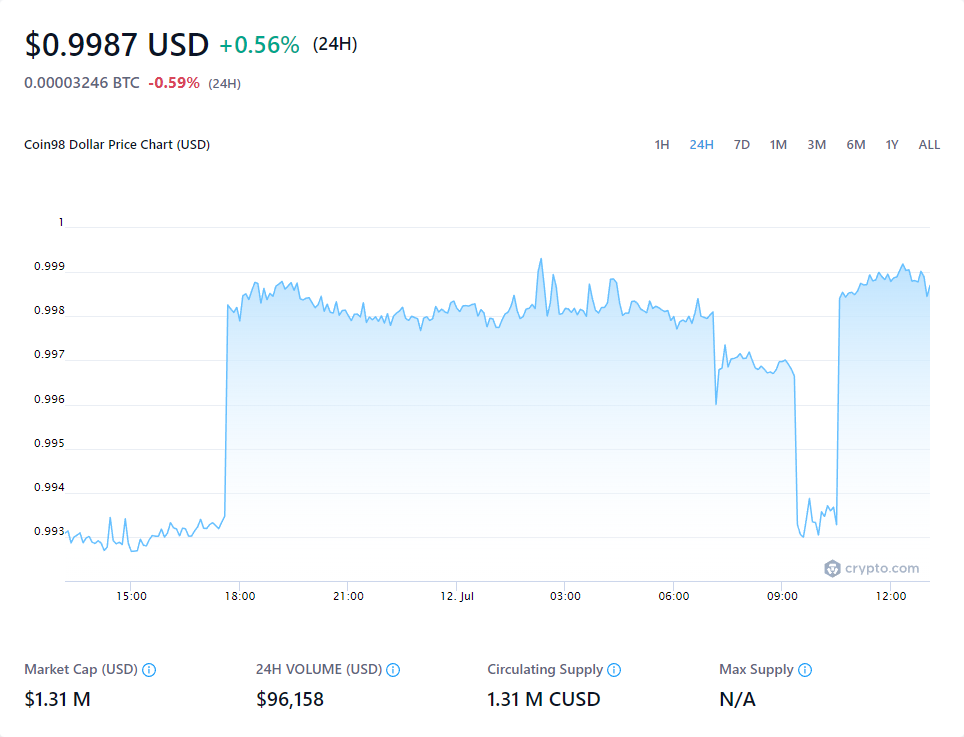 $0.9987 USD +0.56% (24H)
0.00003246 BTC -0.59% (24H)
Coin98 Dollar Price Chart (USD) 1H 24H 7D 1M 3M 6M 1Y ALL
1
0.999
0.998
0.997
0.996
0.995
0.994
0.993
crypto.com
15:00 18:00 21:00 12. Jul 03:00 06:00 09:00 12:00
Market Cap (USD) 24H VOLUME (USD) Circulating Supply Max Supply
$1.31 M $96,158 1.31 M CUSD N/A